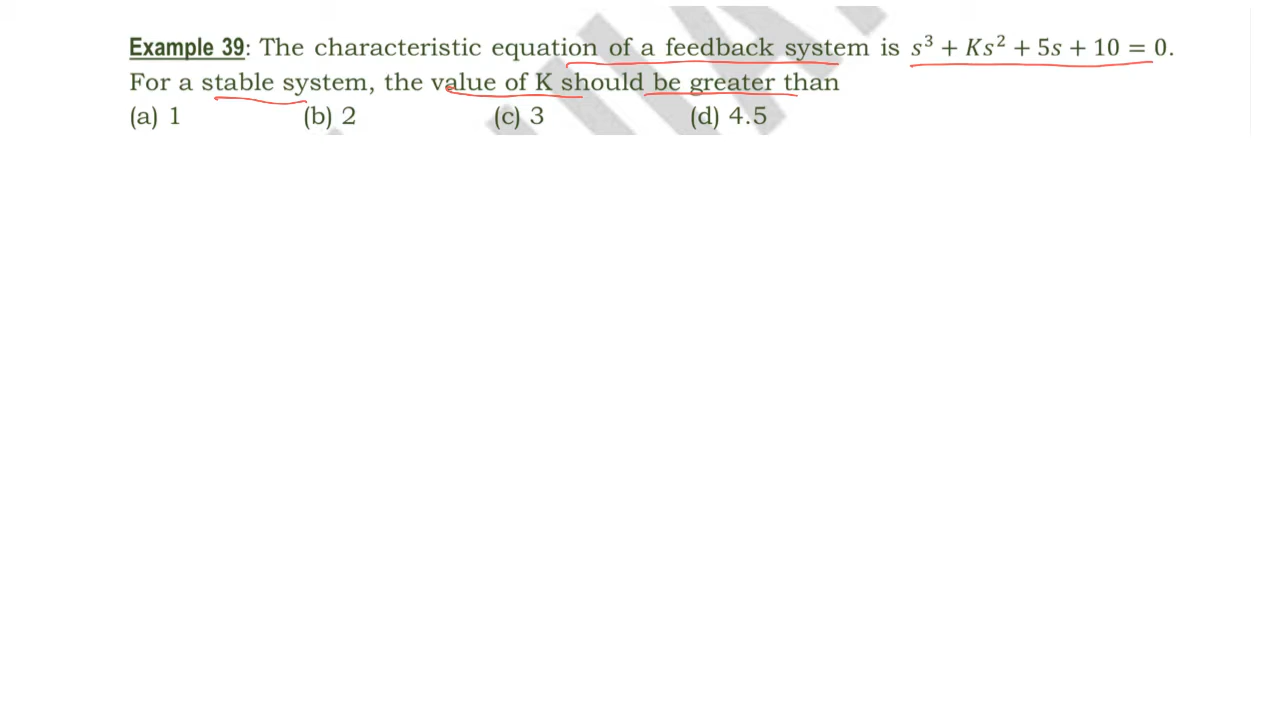 Example 39: The characteristic equation of a feedback system is s³ + Ks² + 5s + 10 = 0.
For a stable system, the value of K should be greater than
(a) 1 (b) 2 (c) 3 (d) 4.5